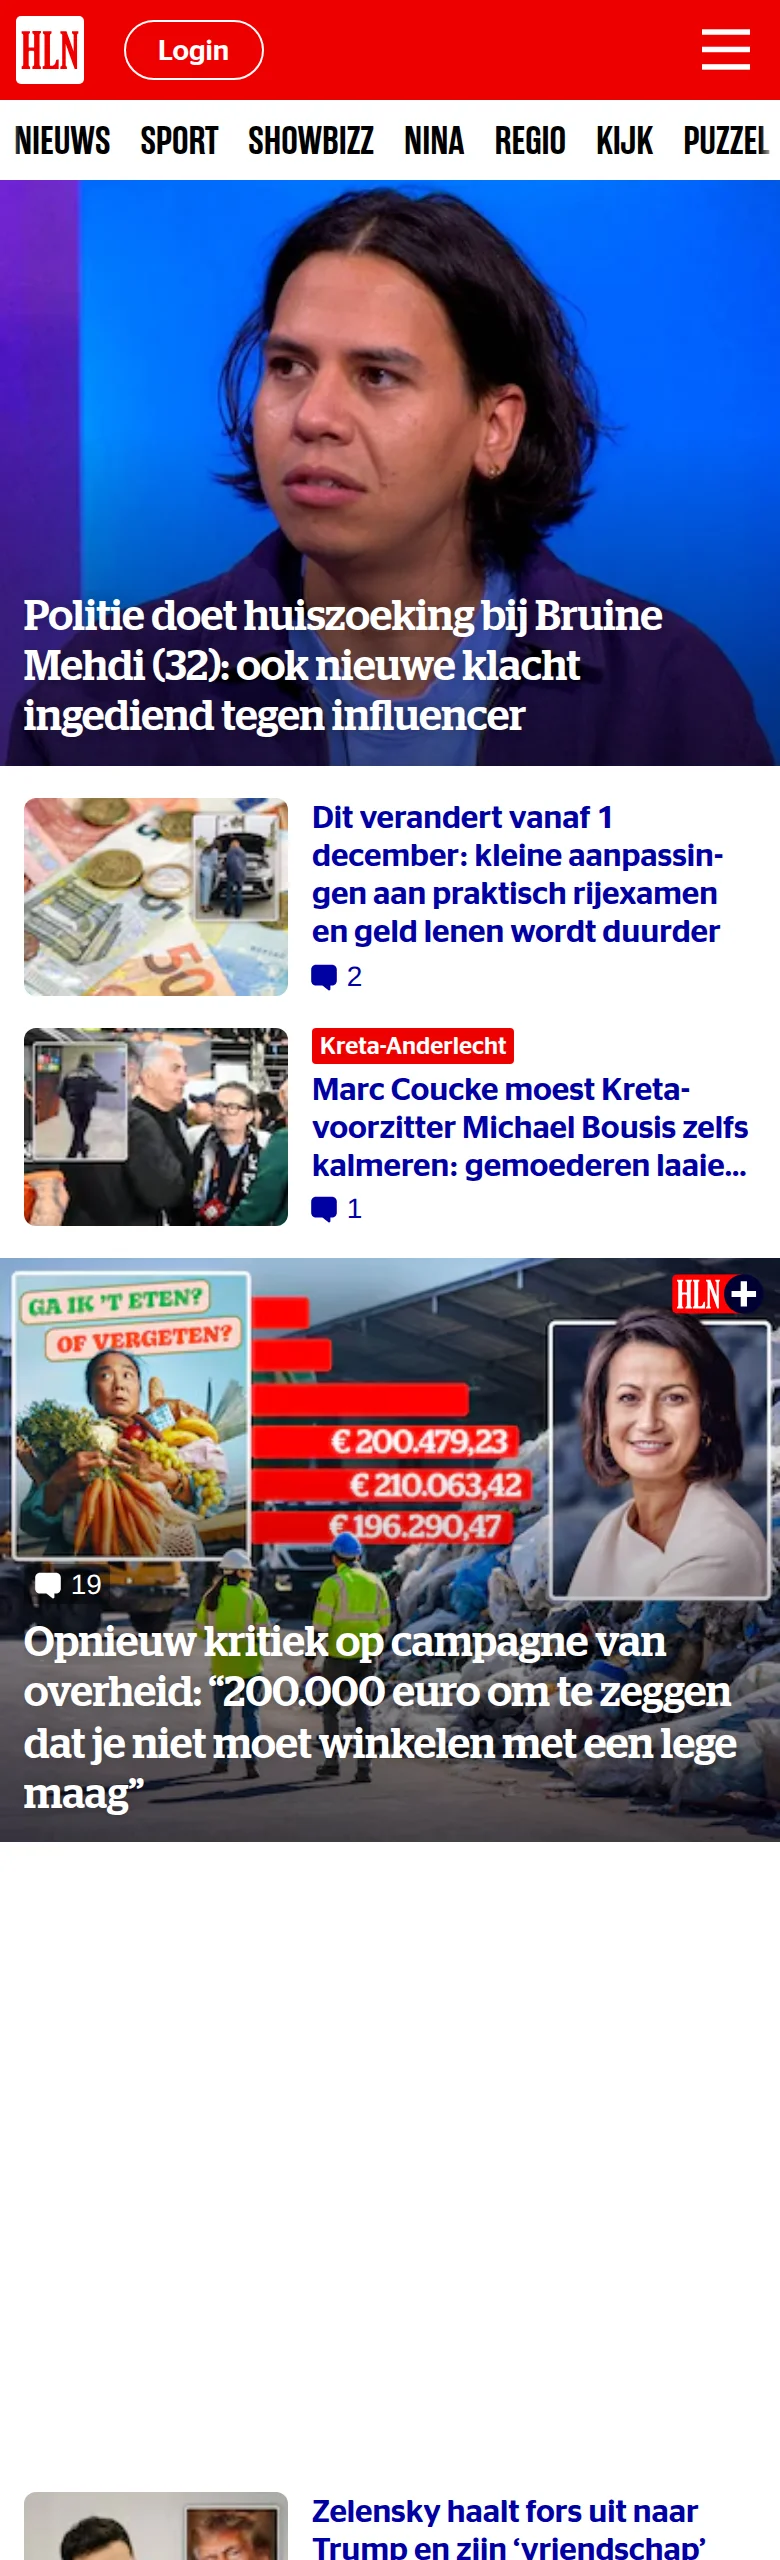 HLN
Login
NIEUWS SPORT SHOWBIZZ NINA REGIO KIJK PUZZEL
Politie doet huiszoeking bij Bruine
Mehdi (32): ook nieuwe klacht
ingediend tegen influencer
Dit verandert vanaf 1
december: kleine aanpassin-
gen aan praktisch rijexamen
en geld lenen wordt duurder
2
Kreta-Anderlecht
Marc Coucke moest Kreta-
voorzitter Michael Bousis zelfs
kalmeren: gemoederen laaie...
1
HLN+
GA IK 'T ETEN?
OF VERGETEN?
€ 200.479,23
€ 210.063,42
€ 196.290,47
19
Opnieuw kritiek op campagne van
overheid: “200.000 euro om te zeggen
dat je niet moet winkelen met een lege
maag”
Zelensky haalt fors uit naar
Trump en zijn ‘vriendschap’